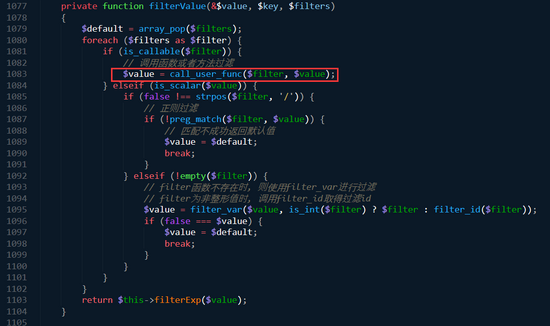 1077 private function filterValue(&$value, $key, $filters)
1078 {
1079 $default = array_pop($filters);
1080 foreach ($filters as $filter) {
1081 if (is_callable($filter)) {
1082 // 调用函数或者方法过滤
1083 $value = call_user_func($filter, $value);
1084 } elseif (is_scalar($value)) {
1085 if (false !== strpos($filter, '/')) {
1086 // 正则过滤
1087 if (!preg_match($filter, $value)) {
1088 // 匹配不成功返回默认值
1089 $value = $default;
1090 break;
1091 }
1092 } elseif (!empty($filter)) {
1093 // filter函数不存在时, 则使用filter_var进行过滤
1094 // filter为非整形值时, 调用filter_id取得过滤id
1095 $value = filter_var($value, is_int($filter) ? $filter : filter_id($filter));
1096 if (false === $value) {
1097 $value = $default;
1098 break;
1099 }
1100 }
1101 }
1102 }
1103 return $this->filterExp($value);
1104 }
1105